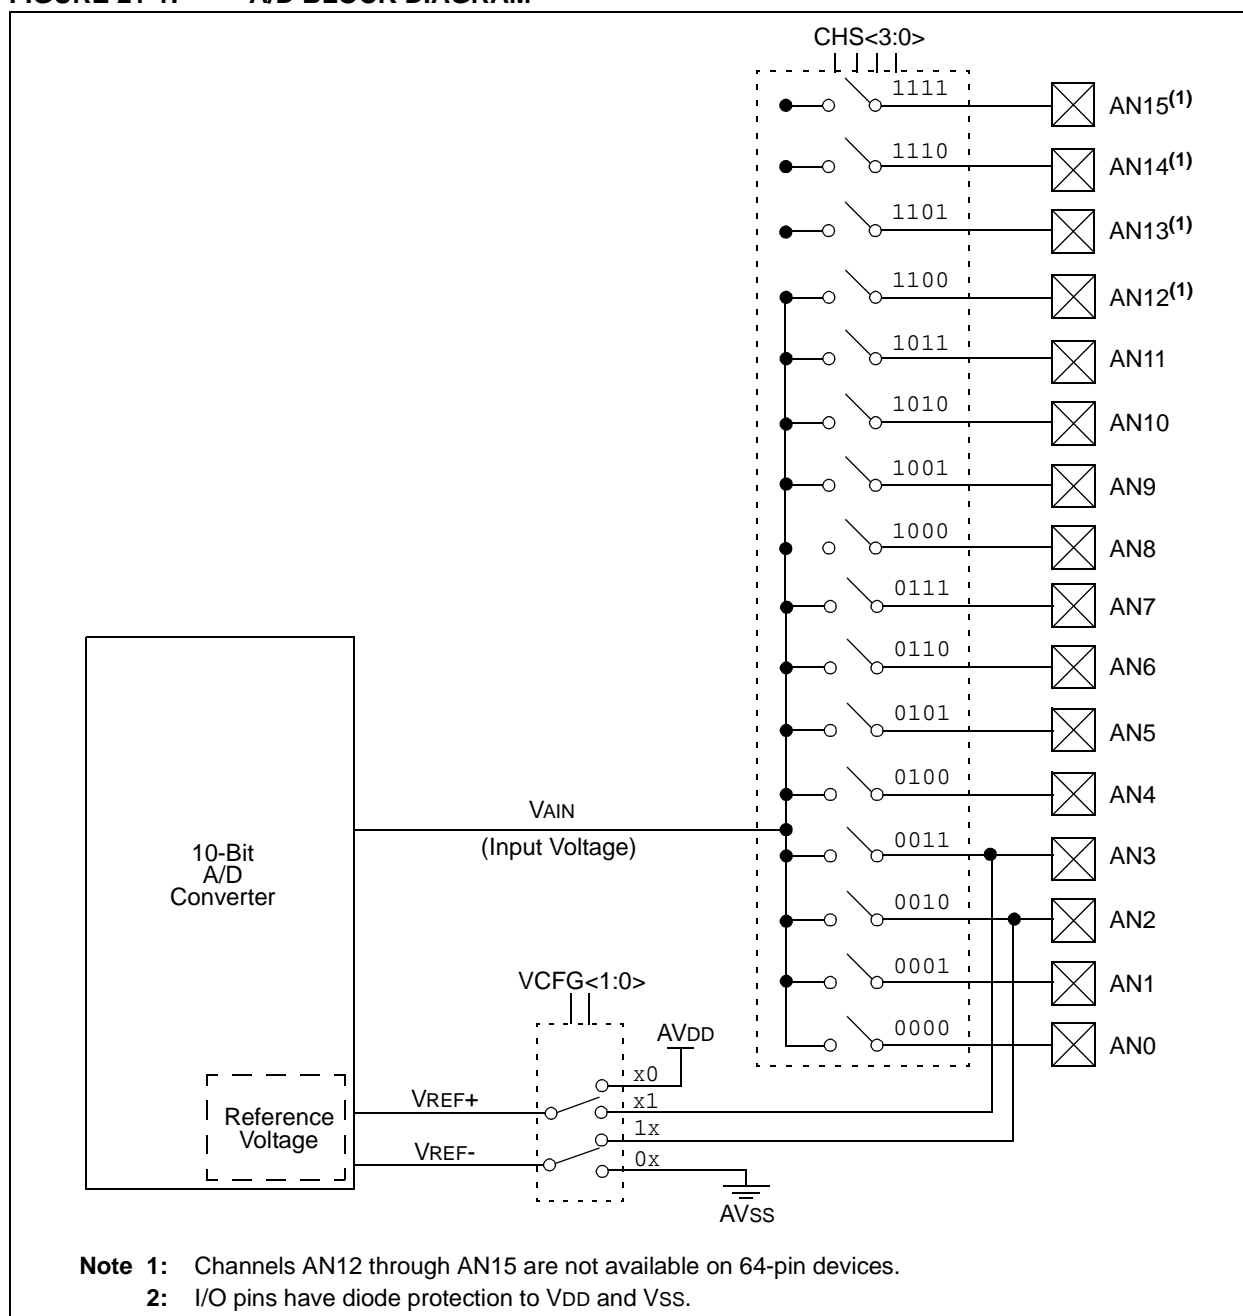 CHS<3:0>
1111 AN15(1)
1110 AN14(1)
1101 AN13(1)
1100 AN12(1)
1011 AN11
1010 AN10
1001 AN9
1000 AN8
0111 AN7
0110 AN6
0101 AN5
0100 AN4
VAIN
(Input Voltage)
0011 AN3
10-Bit
A/D
Converter
0010 AN2
0001 AN1
VCFG<1:0>
0000 AN0
AVDD
x0
VREF+
x1
Reference
Voltage
1x
VREF-
0x
AVSS
Note 1: Channels AN12 through AN15 are not available on 64-pin devices.
2: I/O pins have diode protection to VDD and VSS.